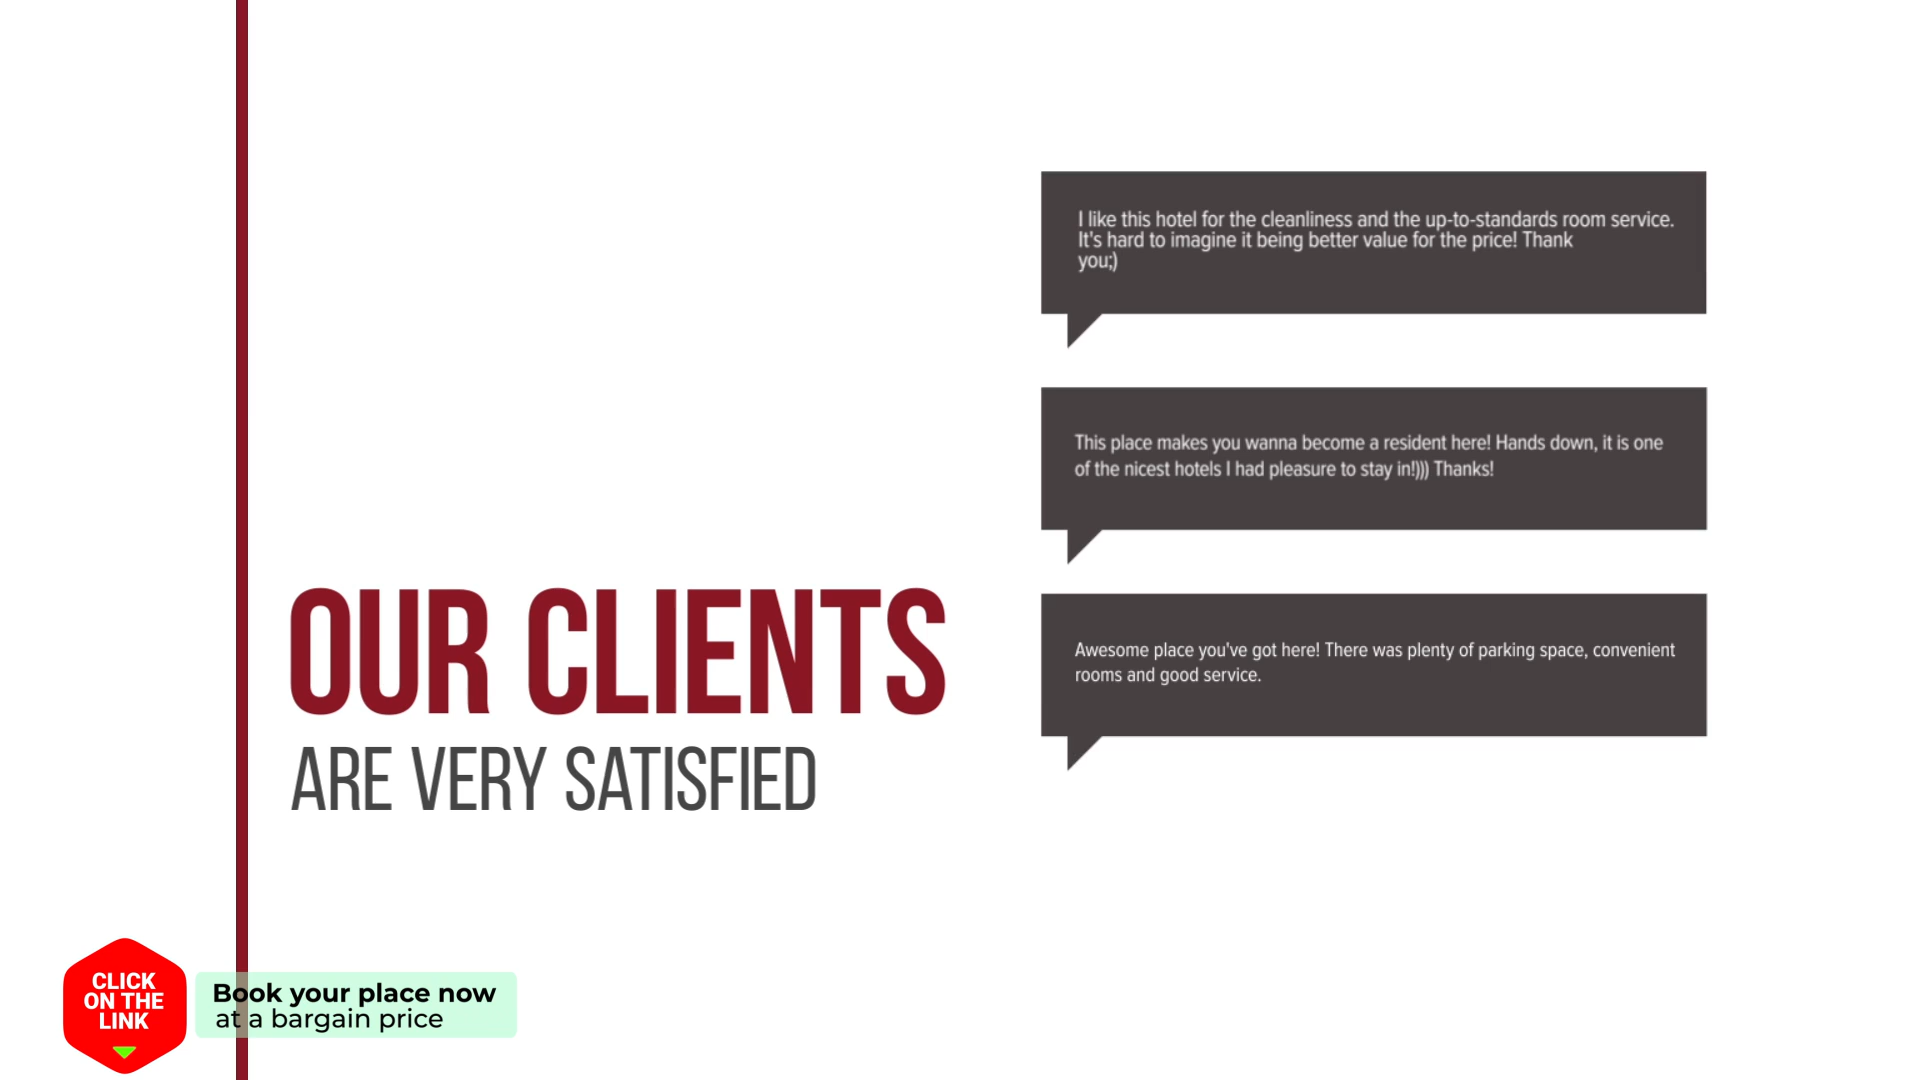 I like this hotel for the cleanliness and the up-to-standards room service.
It's hard to imagine it being better value for the price! Thank
you;)
This place makes you wanna become a resident here! Hands down, it is one
of the nicest hotels I had pleasure to stay in!))) Thanks!
Awesome place you've got here! There was plenty of parking space, convenient
rooms and good service.
OUR CLIENTS
ARE VERY SATISFIED
CLICK
ON THE
LINK
Book your place now
at a bargain price